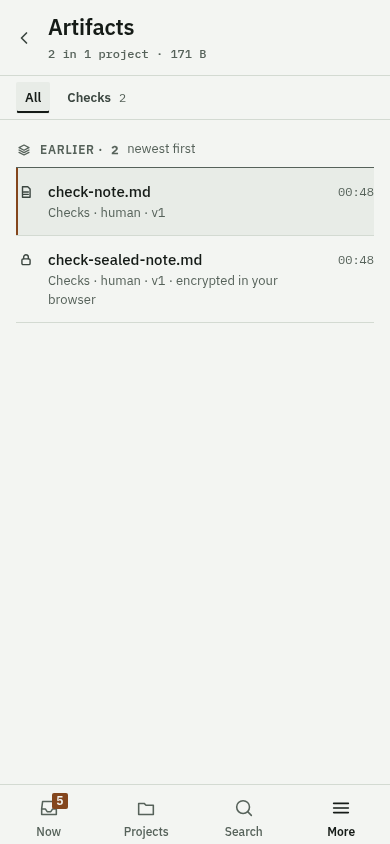 Artifacts
2 in 1 project · 171 B
All
Checks 2
EARLIER · 2 newest first
check-note.md 00:48
Checks · human · v1
check-sealed-note.md 00:48
Checks · human · v1 · encrypted in your
browser
5
Now Projects Search More